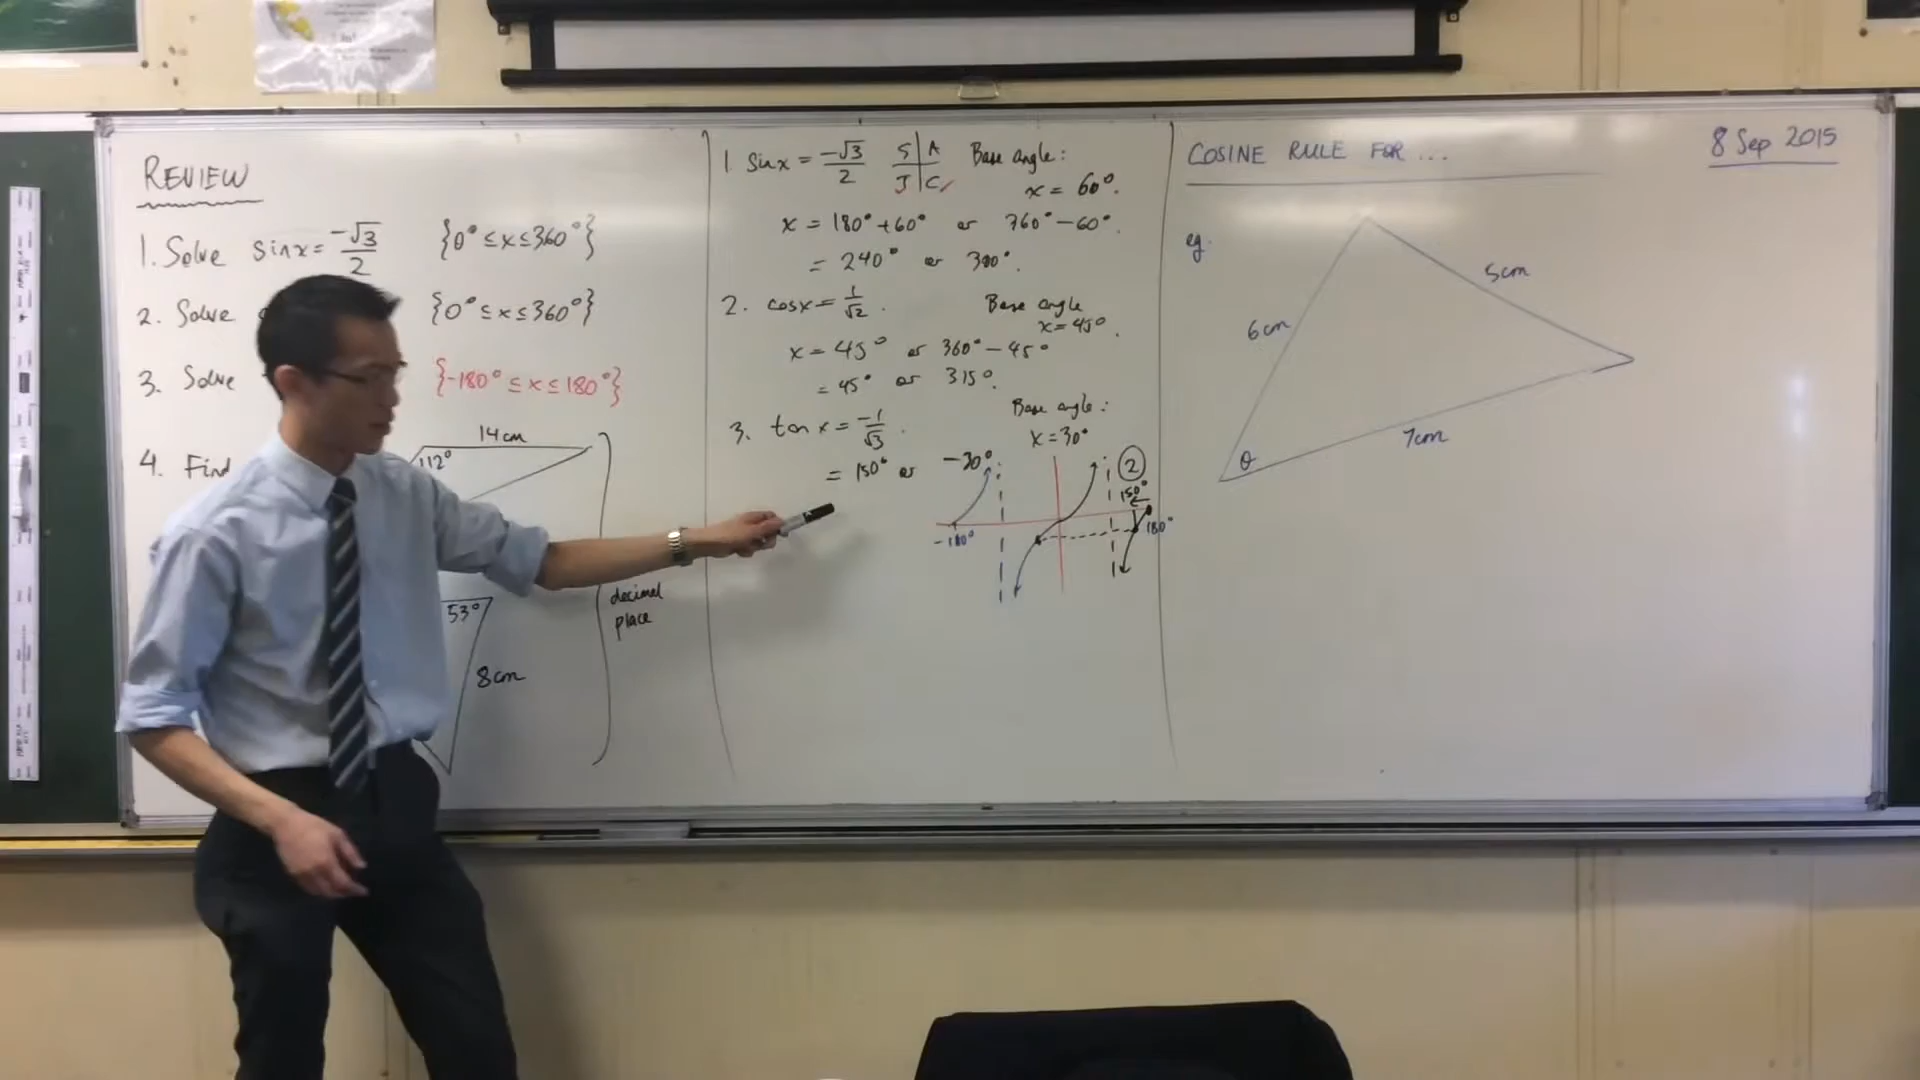 REVIEW
1. Solve sinx = -√3/2 {0° ≤ x ≤ 360°}
2. Solve {0° ≤ x ≤ 360°}
3. Solve {-180° ≤ x ≤ 180°}
4. Find
14cm
112°
53°
8cm
decimal
place
1. sinx = -√3/2 S A T C Base angle:
x = 60°.
x = 180° + 60° or 360° - 60°.
= 240° or 300°.
2. cosx = 1/√2. Base angle
x = 45°.
x = 45° or 360° - 45°
= 45° or 315°.
3. tan x = -1/√3. Base angle:
x = 30°
= 150° or -30°
2
150°
-180°
180°
COSINE RULE FOR ...
8 Sep 2015
eg.
5cm
6cm
7cm
θ